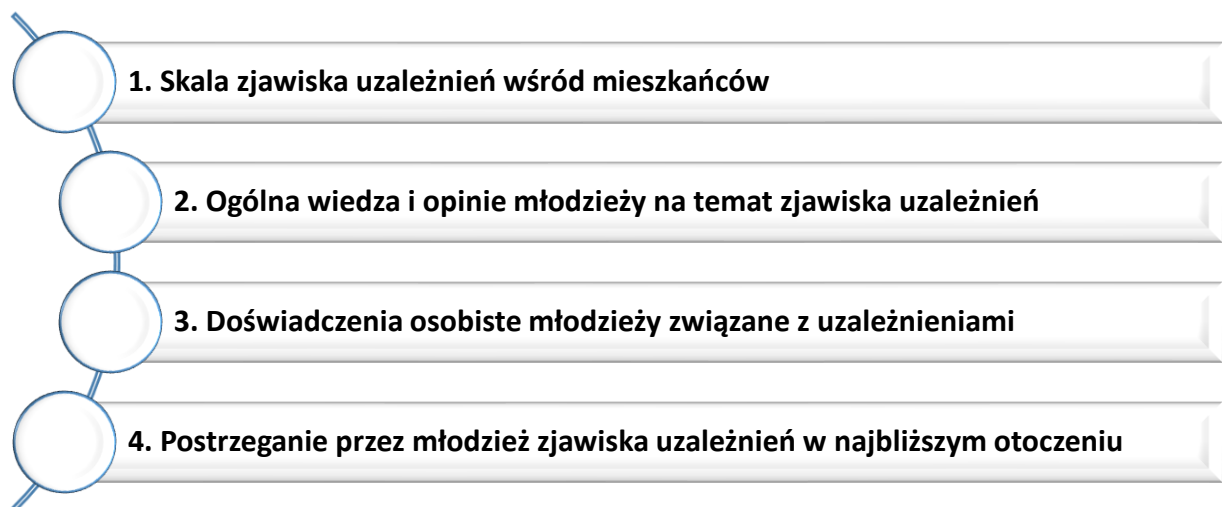 1. Skala zjawiska uzależnień wśród mieszkańców
2. Ogólna wiedza i opinie młodzieży na temat zjawiska uzależnień
3. Doświadczenia osobiste młodzieży związane z uzależnieniami
4. Postrzeganie przez młodzież zjawiska uzależnień w najbliższym otoczeniu